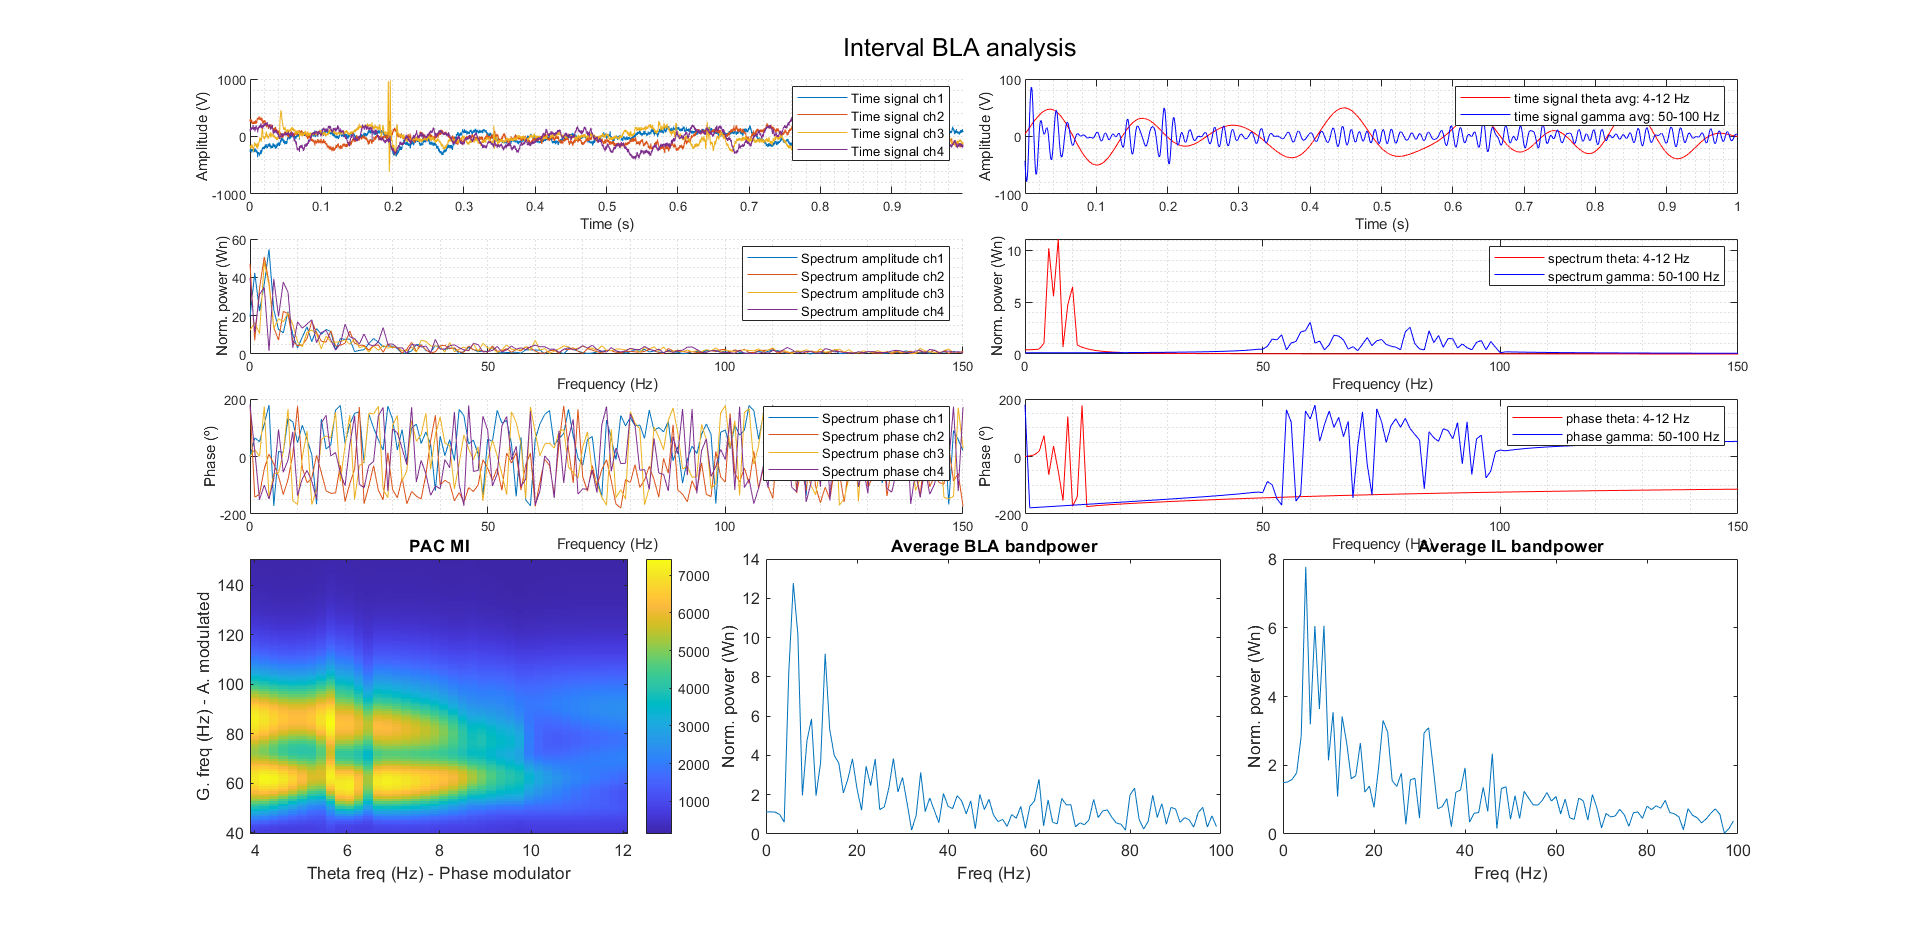 Interval BLA analysis
Amplitude (V)
1000
0
-1000
Time signal ch1
Time signal ch2
Time signal ch3
Time signal ch4
0 0.1 0.2 0.3 0.4 0.5 0.6 0.7 0.8 0.9
Time (s)
Amplitude (V)
100
0
-100
time signal theta avg: 4-12 Hz
time signal gamma avg: 50-100 Hz
0 0.1 0.2 0.3 0.4 0.5 0.6 0.7 0.8 0.9 1
Time (s)
Norm. power (Wn)
60
40
20
0
Spectrum amplitude ch1
Spectrum amplitude ch2
Spectrum amplitude ch3
Spectrum amplitude ch4
0 50 100 150
Frequency (Hz)
Norm. power (Wn)
10
5
0
spectrum theta: 4-12 Hz
spectrum gamma: 50-100 Hz
0 50 100 150
Frequency (Hz)
Phase (º)
200
0
-200
Spectrum phase ch1
Spectrum phase ch2
Spectrum phase ch3
Spectrum phase ch4
0 50 100 150
Frequency (Hz)
Phase (º)
200
0
-200
phase theta: 4-12 Hz
phase gamma: 50-100 Hz
0 50 100 150
Frequency (Hz)
PAC MI
G. freq (Hz) - A. modulated
140
120
100
80
60
40
4 6 8 10 12
Theta freq (Hz) - Phase modulator
7000
6000
5000
4000
3000
2000
1000
Average BLA bandpower
Norm. power (Wn)
14
12
10
8
6
4
2
0
0 20 40 60 80 100
Freq (Hz)
Average IL bandpower
Norm. power (Wn)
8
6
4
2
0
0 20 40 60 80 100
Freq (Hz)